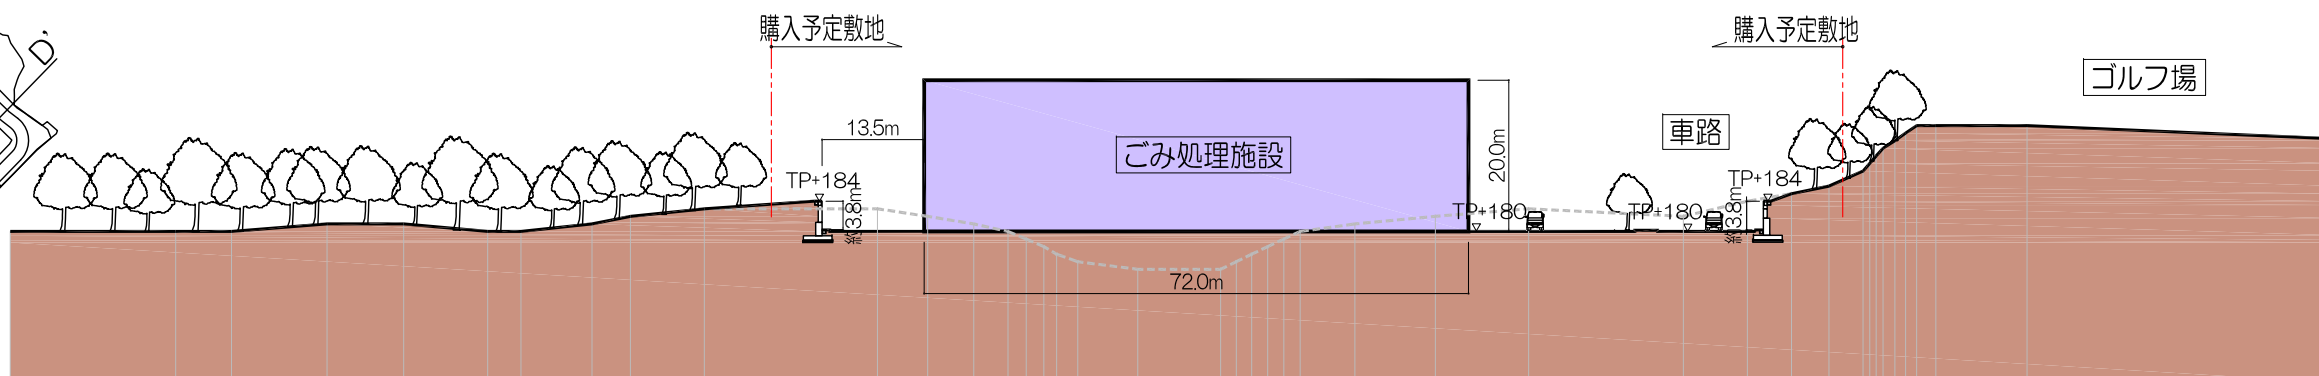 D'
購入予定敷地
購入予定敷地
ゴルフ場
13.5m
ごみ処理施設
20.0m
車路
TP+184
約3.8m
TP+180
TP+180
TP+184
約3.8m
72.0m